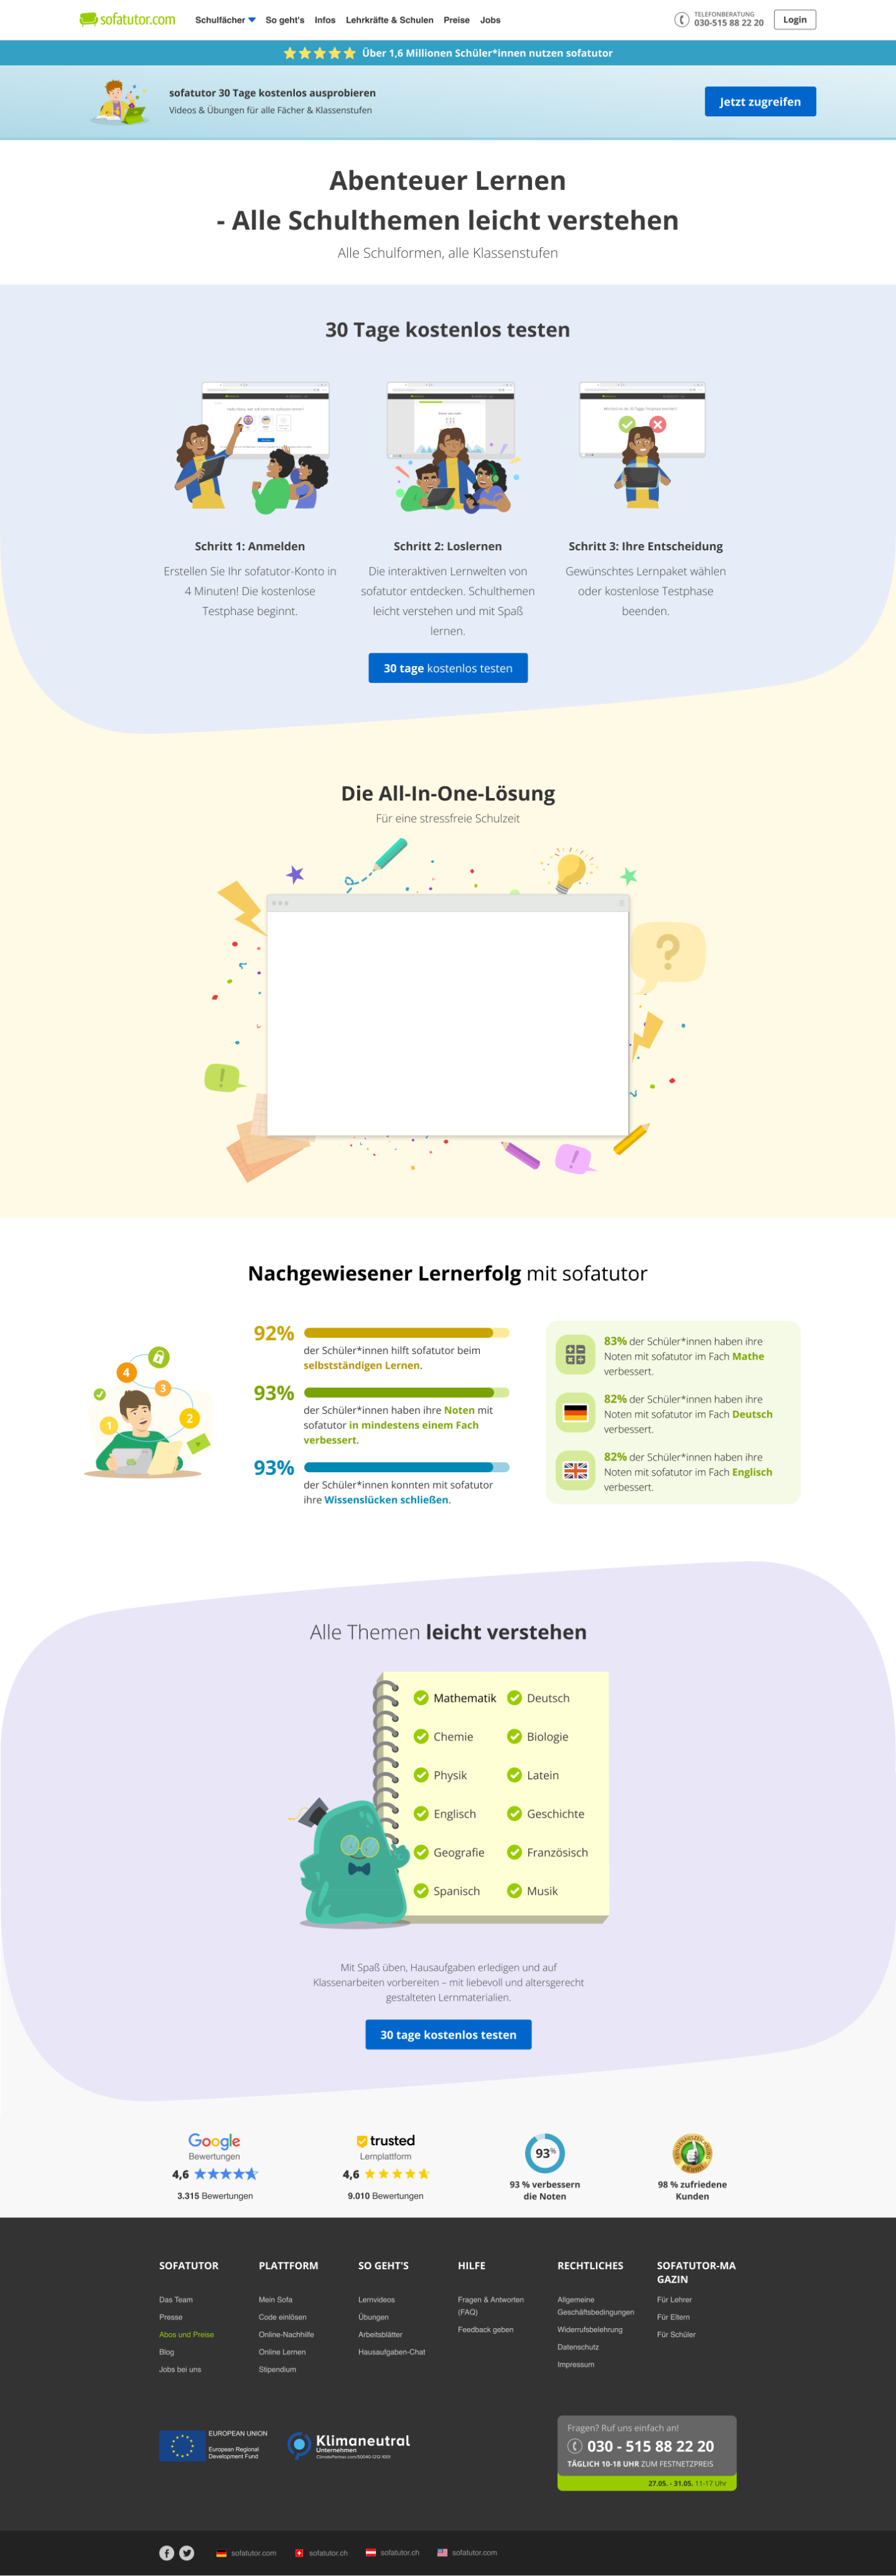 sofatutor.com
Schulfächer So geht's Infos Lehrkräfte & Schulen Preise Jobs
TELEFONBERATUNG
030-515 88 22 20
Login
Über 1,6 Millionen Schüler*innen nutzen sofatutor
sofatutor 30 Tage kostenlos ausprobieren
Videos & Übungen für alle Fächer & Klassenstufen
Jetzt zugreifen
Abenteuer Lernen
- Alle Schulthemen leicht verstehen
Alle Schulformen, alle Klassenstufen
30 Tage kostenlos testen
Schritt 1: Anmelden
Erstellen Sie Ihr sofatutor-Konto in
4 Minuten! Die kostenlose
Testphase beginnt.
Schritt 2: Loslernen
Die interaktiven Lernwelten von
sofatutor entdecken. Schulthemen
leicht verstehen und mit Spaß
lernen.
Schritt 3: Ihre Entscheidung
Gewünschtes Lernpaket wählen
oder kostenlose Testphase
beenden.
30 tage kostenlos testen
Die All-In-One-Lösung
Für eine stressfreie Schulzeit
?
!
!
Nachgewiesener Lernerfolg mit sofatutor
4
3
2
1
92%
der Schüler*innen hilft sofatutor beim
selbstständigen Lernen.
93%
der Schüler*innen haben ihre Noten mit
sofatutor in mindestens einem Fach
verbessert.
93%
der Schüler*innen konnten mit sofatutor
ihre Wissenslücken schließen.
83% der Schüler*innen haben ihre
Noten mit sofatutor im Fach Mathe
verbessert.
82% der Schüler*innen haben ihre
Noten mit sofatutor im Fach Deutsch
verbessert.
82% der Schüler*innen haben ihre
Noten mit sofatutor im Fach Englisch
verbessert.
Alle Themen leicht verstehen
Mathematik Deutsch
Chemie Biologie
Physik Latein
Englisch Geschichte
Geografie Französisch
Spanisch Musik
Mit Spaß üben, Hausaufgaben erledigen und auf
Klassenarbeiten vorbereiten – mit liebevoll und altersgerecht
gestalteten Lernmaterialien.
30 tage kostenlos testen
Google
Bewertungen
4,6
3.315 Bewertungen
trusted
Lernplattform
4,6
9.010 Bewertungen
93%
93 % verbessern
die Noten
98 % zufriedene
Kunden
SOFATUTOR
Das Team
Presse
Abos und Preise
Blog
Jobs bei uns
PLATTFORM
Mein Sofa
Code einlösen
Online-Nachhilfe
Online Lernen
Stipendium
SO GEHT'S
Lernvideos
Übungen
Arbeitsblätter
Hausaufgaben-Chat
HILFE
Fragen & Antworten
(FAQ)
Feedback geben
RECHTLICHES
Allgemeine
Geschäftsbedingungen
Widerrufsbelehrung
Datenschutz
Impressum
SOFATUTOR-MA
GAZIN
Für Lehrer
Für Eltern
Für Schüler
EUROPEAN UNION
European Regional
Development Fund
Klimaneutral
Unternehmen
Fragen? Ruf uns einfach an!
030 - 515 88 22 20
TÄGLICH 10-18 UHR ZUM FESTNETZPREIS
27.05. - 31.05. 11-17 Uhr
sofatutor.com sofatutor.ch sofatutor.ch sofatutor.com